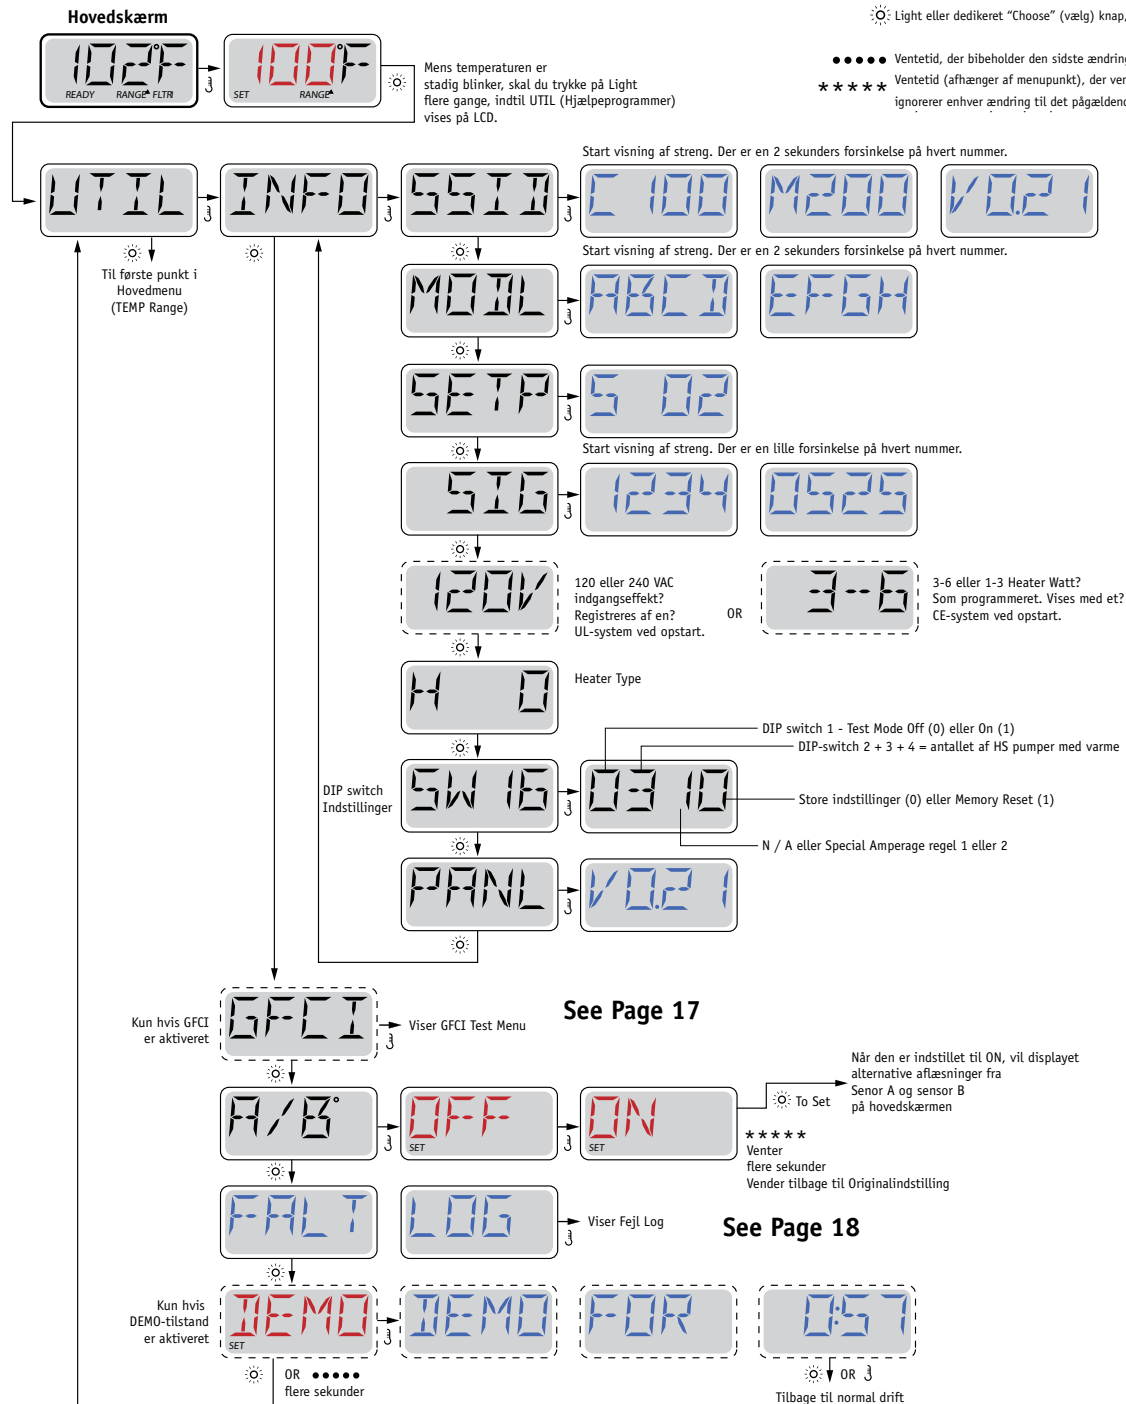 Hovedskærm
Light eller dedikeret “Choose” (vælg) knap,
102°F
READY RANGE FLTR
100°F
SET RANGE
Mens temperaturen er
stadig blinker, skal du trykke på Light
flere gange, indtil UTIL (Hjælpeprogrammer)
vises på LCD.
••••• Ventetid, der bibeholder den sidste ændring
***** Ventetid (afhænger af menupunkt), der
ignorerer enhver ændring til det
Start visning af streng. Der er en 2 sekunders forsinkelse på hvert nummer.
UTIL
INFO
SSID
C 100
M200
V 0.21
Til første punkt i
Hovedmenu
(TEMP Range)
Start visning af streng. Der er en 2 sekunders forsinkelse på hvert nummer.
MODL
ABCD
EFGH
SETP
S 02
Start visning af streng. Der er en lille forsinkelse på hvert nummer.
SIG
1234
0525
120V
120 eller 240 VAC
indgangseffekt?
Registreres af en?
UL-system ved opstart.
OR
3-6
3-6 eller 1-3 Heater Watt?
Som programmeret. Vises med et?
CE-system ved opstart.
H 0
Heater Type
DIP switch 1 - Test Mode Off (0) eller On (1)
DIP-switch 2 + 3 + 4 = antallet af HS pumper med varme
DIP switch
Indstillinger
SW 16
03 10
Store indstillinger (0) eller Memory Reset (1)
N / A eller Special Amperage regel 1 eller 2
PANL
V 0.21
Kun hvis GFCI
er aktiveret
GFCI
Viser GFCI Test Menu
See Page 17
A/B°
OFF
SET
ON
SET
To Set
Når den er indstillet til ON, vil displayet
alternative aflæsninger fra
Senor A og sensor B
på hovedskærmen
*****
Venter
flere sekunder
Vender tilbage til Originalindstilling
FALT
LOG
Viser Fejl Log
See Page 18
Kun hvis
DEMO-tilstand
er aktiveret
DEMO
SET
DEMO
FOR
0:57
OR •••••
flere sekunder
OR
Tilbage til normal drift